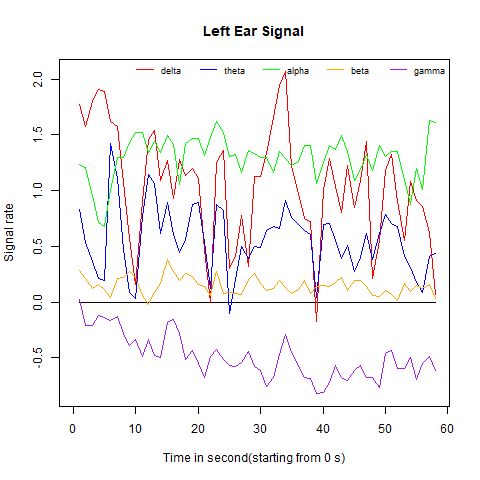 Left Ear Signal
delta theta alpha beta gamma
Signal rate
2.0
1.5
1.0
0.5
0.0
-0.5
0 10 20 30 40 50 60
Time in second(starting from 0 s)